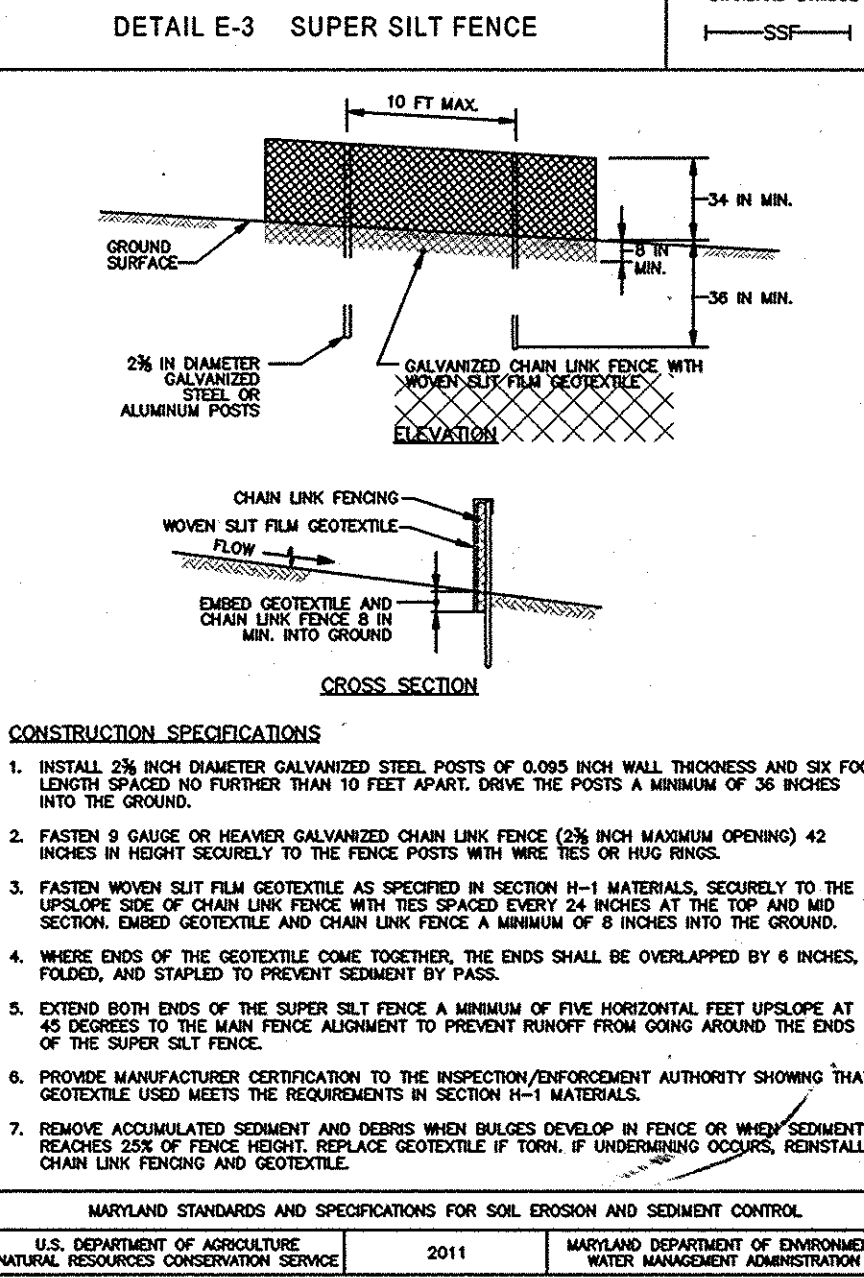 DETAIL E-3 SUPER SILT FENCE
SSF
10 FT MAX.
34 IN MIN.
GROUND
SURFACE
8 IN
MIN.
36 IN MIN.
2⅜ IN DIAMETER
GALVANIZED
STEEL OR
ALUMINUM POSTS
GALVANIZED CHAIN LINK FENCE WITH
WOVEN SLIT FILM GEOTEXTILE
ELEVATION
CHAIN LINK FENCING
WOVEN SLIT FILM GEOTEXTILE
FLOW
EMBED GEOTEXTILE AND
CHAIN LINK FENCE 8 IN
MIN. INTO GROUND
CROSS SECTION
CONSTRUCTION SPECIFICATIONS
1. INSTALL 2⅜ INCH DIAMETER GALVANIZED STEEL POSTS OF 0.095 INCH WALL THICKNESS AND SIX FOO
LENGTH SPACED NO FURTHER THAN 10 FEET APART. DRIVE THE POSTS A MINIMUM OF 36 INCHES
INTO THE GROUND.
2. FASTEN 9 GAUGE OR HEAVIER GALVANIZED CHAIN LINK FENCE (2⅜ INCH MAXIMUM OPENING) 42
INCHES IN HEIGHT SECURELY TO THE FENCE POSTS WITH WIRE TIES OR HUG RINGS.
3. FASTEN WOVEN SLIT FILM GEOTEXTILE AS SPECIFIED IN SECTION H-1 MATERIALS, SECURELY TO THE
UPSLOPE SIDE OF CHAIN LINK FENCE WITH TIES SPACED EVERY 24 INCHES AT THE TOP AND MID
SECTION. EMBED GEOTEXTILE AND CHAIN LINK FENCE A MINIMUM OF 8 INCHES INTO THE GROUND.
4. WHERE ENDS OF THE GEOTEXTILE COME TOGETHER, THE ENDS SHALL BE OVERLAPPED BY 6 INCHES,
FOLDED, AND STAPLED TO PREVENT SEDIMENT BY PASS.
5. EXTEND BOTH ENDS OF THE SUPER SILT FENCE A MINIMUM OF FIVE HORIZONTAL FEET UPSLOPE AT
45 DEGREES TO THE MAIN FENCE ALIGNMENT TO PREVENT RUNOFF FROM GOING AROUND THE ENDS
OF THE SUPER SILT FENCE.
6. PROVIDE MANUFACTURER CERTIFICATION TO THE INSPECTION/ENFORCEMENT AUTHORITY SHOWING THA
GEOTEXTILE USED MEETS THE REQUIREMENTS IN SECTION H-1 MATERIALS.
7. REMOVE ACCUMULATED SEDIMENT AND DEBRIS WHEN BULGES DEVELOP IN FENCE OR WHEN SEDIMENT
REACHES 25% OF FENCE HEIGHT. REPLACE GEOTEXTILE IF TORN. IF UNDERMINING OCCURS, REINSTALL
CHAIN LINK FENCING AND GEOTEXTILE.
MARYLAND STANDARDS AND SPECIFICATIONS FOR SOIL EROSION AND SEDIMENT CONTROL
U.S. DEPARTMENT OF AGRICULTURE
NATURAL RESOURCES CONSERVATION SERVICE
2011
MARYLAND DEPARTMENT OF ENVIRONME
WATER MANAGEMENT ADMINISTRATION